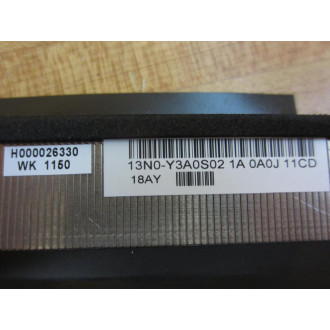 H000026330
WK 1150
13N0-Y3A0S02 1A 0A0J 11CD
18AY